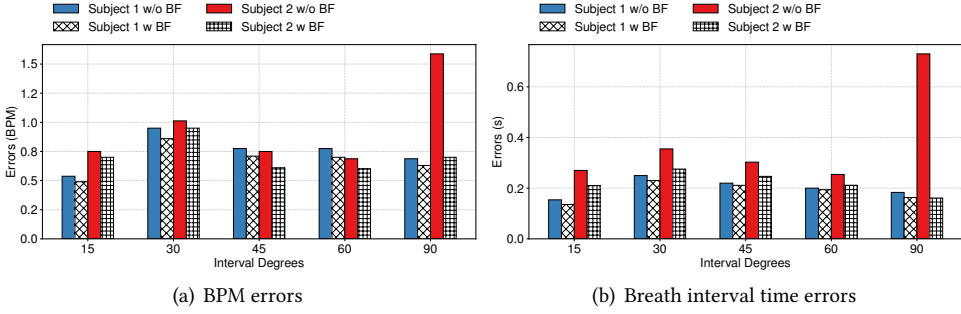 Subject 1 w/o BF
Subject 2 w/o BF
Subject 1 w BF
Subject 2 w BF
Errors (BPM)
1.5
1.2
1.0
0.8
0.5
0.2
0.0
15 30 45 60 90
Interval Degrees
(a) BPM errors
Subject 1 w/o BF
Subject 2 w/o BF
Subject 1 w BF
Subject 2 w BF
Errors (s)
0.6
0.4
0.2
0.0
15 30 45 60 90
Interval Degrees
(b) Breath interval time errors